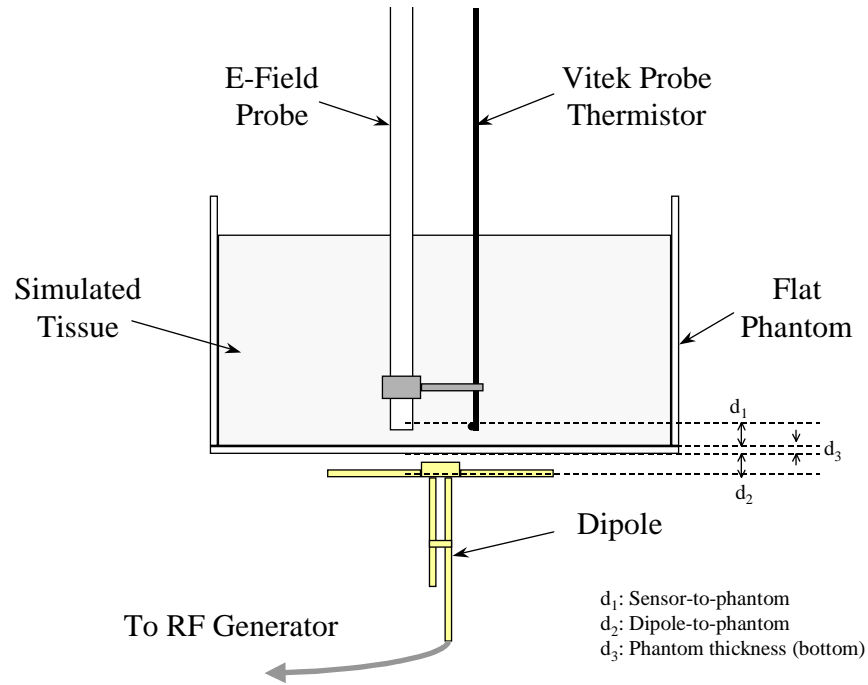 E-Field
Probe
Vitek Probe
Thermistor
Simulated
Tissue
Flat
Phantom
d₁
d₃
d₂
Dipole
To RF Generator
d₁: Sensor-to-phantom
d₂: Dipole-to-phantom
d₃: Phantom thickness (bottom)